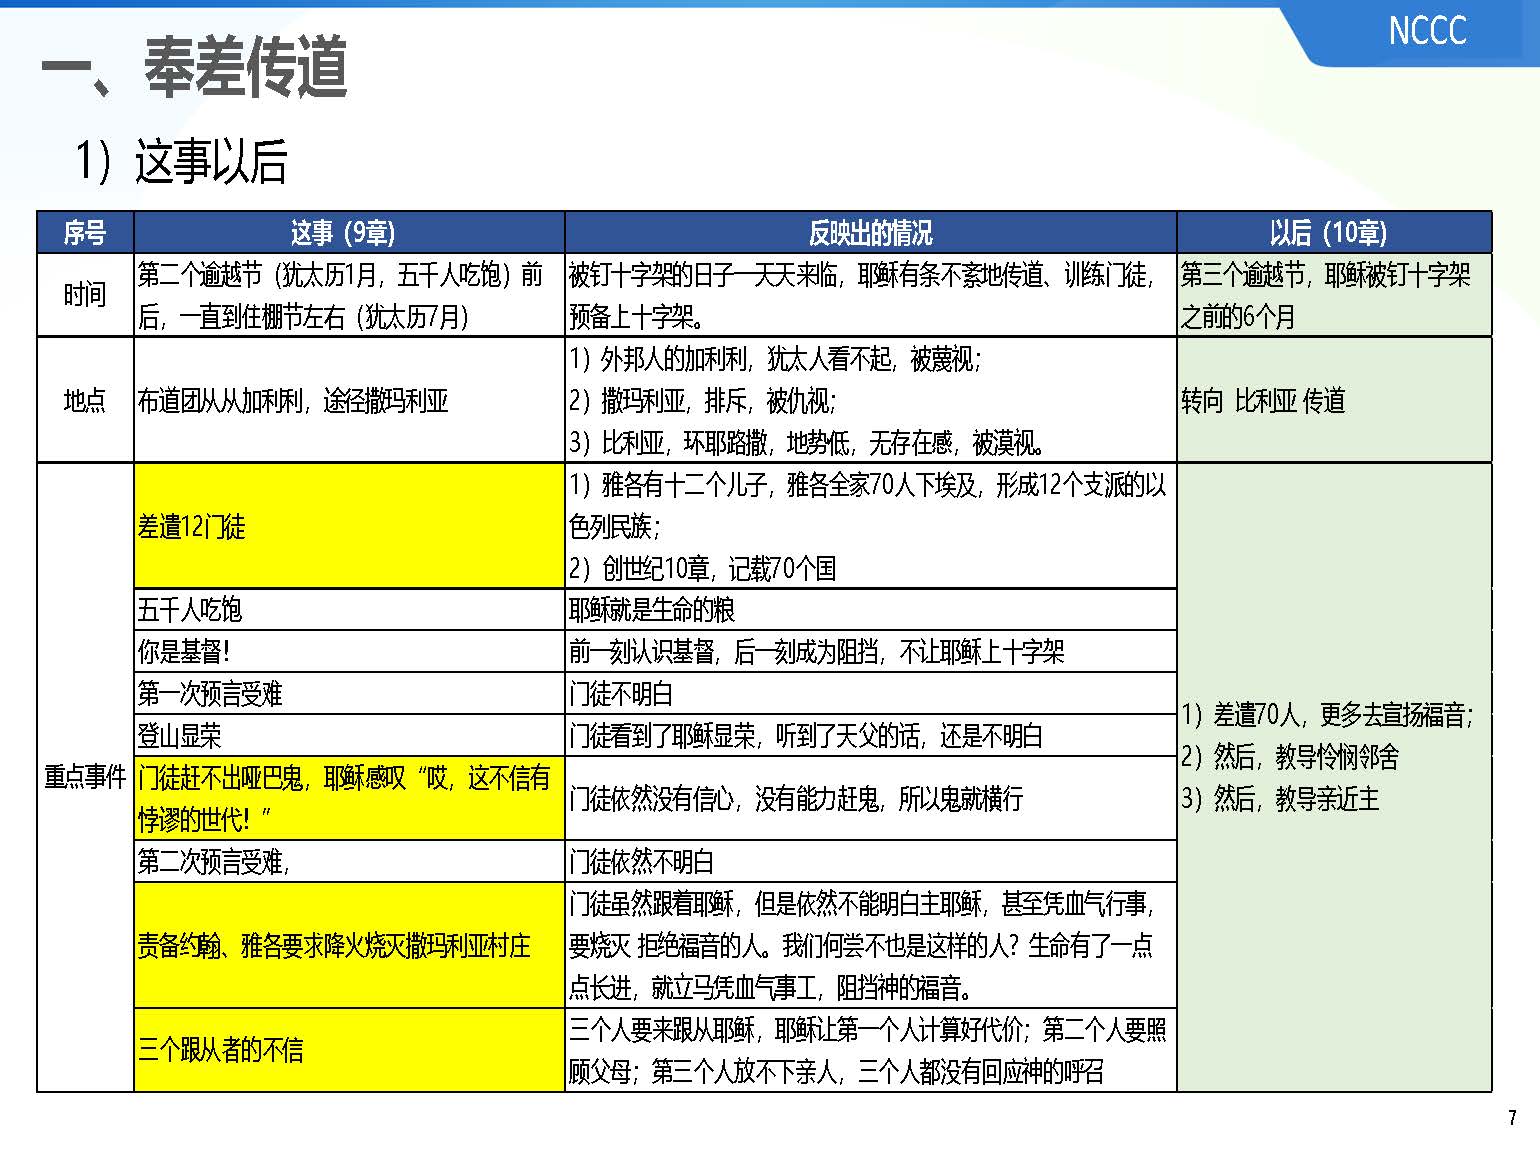 NCCC
一、奉差传道
1）这事以后
序号 这事（9章） 反映出的情况 以后（10章）
时间
第二个逾越节（犹太历1月，五千人吃饱）前
后，一直到住棚节左右（犹太历7月）
被钉十字架的日子一天天来临，耶稣有条不紊地传道、训练门徒，
预备上十字架。
第三个逾越节，耶稣被钉十字架
之前的6个月
地点
布道团从从加利利，途径撒玛利亚
1）外邦人的加利利，犹太人看不起，被蔑视；
2）撒玛利亚，排斥，被仇视；
3）比利亚，环耶路撒，地势低，无存在感，被漠视。
转向 比利亚 传道
重点事件
差遣12门徒
1）雅各有十二个儿子，雅各全家70人下埃及，形成12个支派的以
色列民族；
2）创世纪10章，记载70个国
五千人吃饱
耶稣就是生命的粮
你是基督！
前一刻认识基督，后一刻成为阻挡，不让耶稣上十字架
第一次预言受难
门徒不明白
登山显荣
门徒看到了耶稣显荣，听到了天父的话，还是不明白
门徒赶不出哑巴鬼，耶稣感叹“哎，这不信有
悖谬的世代！”
门徒依然没有信心，没有能力赶鬼，所以鬼就横行
第二次预言受难，
门徒依然不明白
责备约翰、雅各要求降火烧灭撒玛利亚村庄
门徒虽然跟着耶稣，但是依然不能明白主耶稣，甚至凭血气行事，
要烧灭 拒绝福音的人。我们何尝不也是这样的人？生命有了一点
点长进，就立马凭血气事工，阻挡神的福音。
三个跟从者的不信
三个人要来跟从耶稣，耶稣让第一个人计算好代价；第二个人要照
顾父母；第三个人放不下亲人，三个人都没有回应神的呼召
1）差遣70人，更多去宣扬福音；
2）然后，教导怜悯邻舍
3）然后，教导亲近主
7